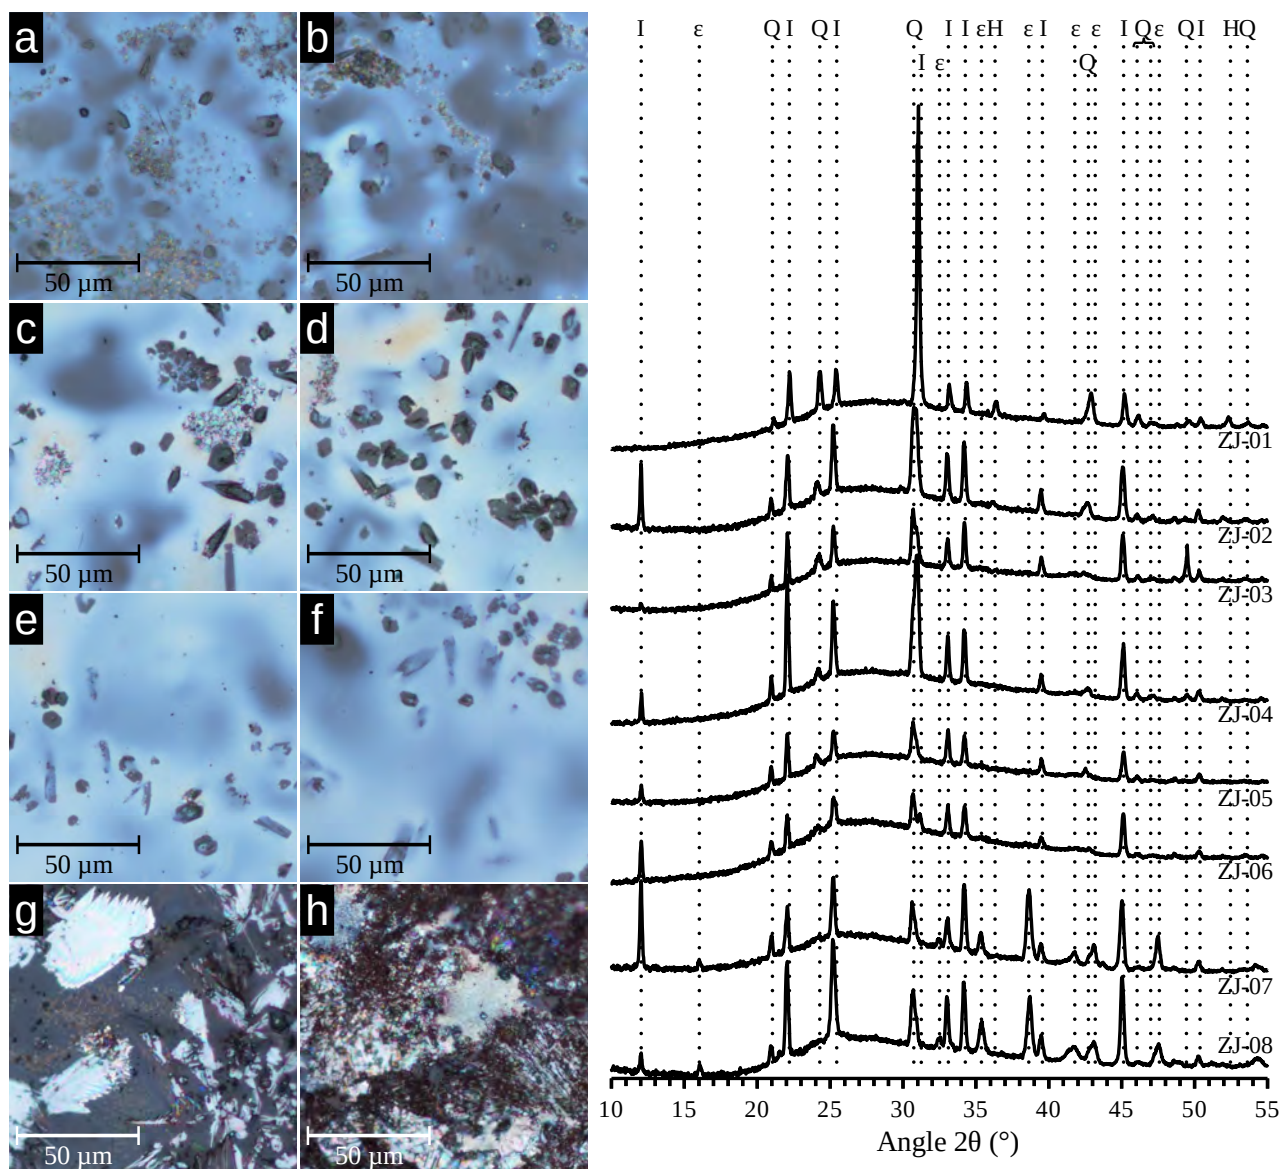 a
50 µm
b
50 µm
c
50 µm
d
50 µm
e
50 µm
f
50 µm
g
50 µm
h
50 µm
I ε Q I Q I Q I I ε H ε I ε ε I Q ε Q I H Q
I ε Q
ZJ-01
ZJ-02
ZJ-03
ZJ-04
ZJ-05
ZJ-06
ZJ-07
ZJ-08
10 15 20 25 30 35 40 45 50 55
Angle 2θ (°)